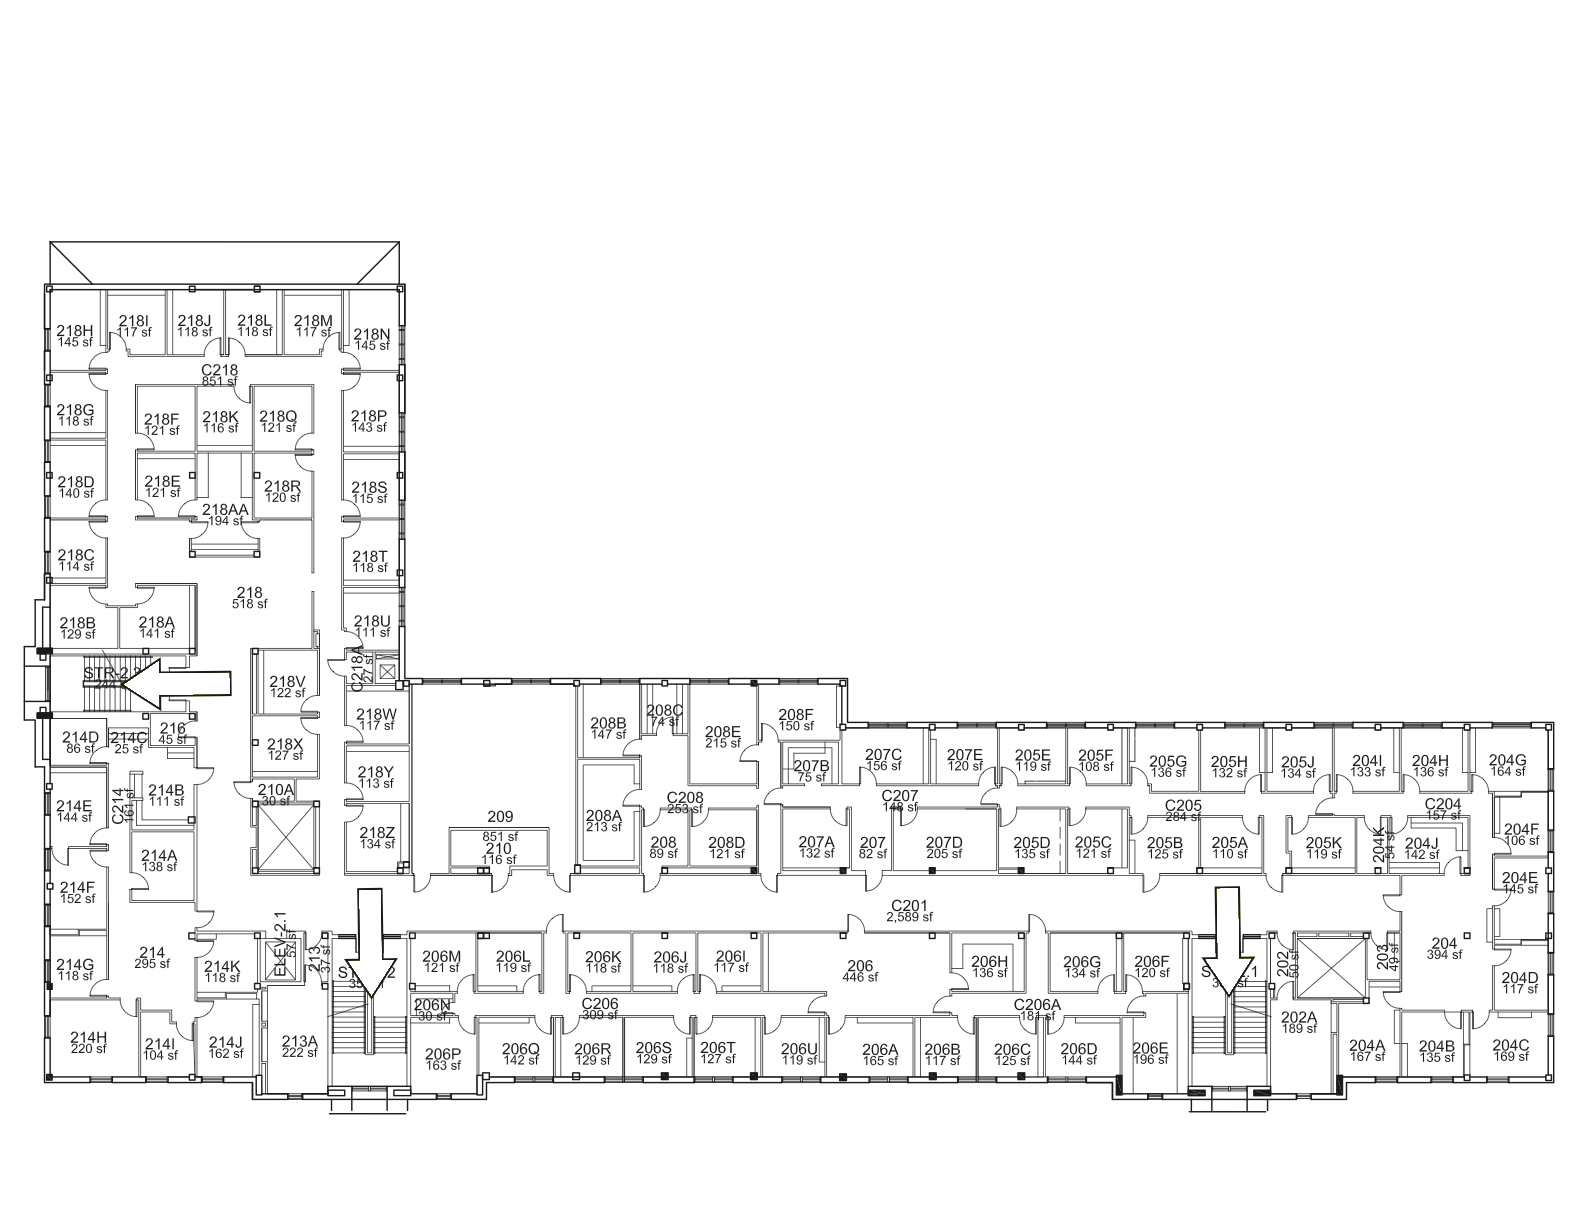 218H
145 sf
218I
117 sf
218J
118 sf
218L
118 sf
218M
117 sf
218N
145 sf
C218
851 sf
218G
118 sf
218F
121 sf
218K
116 sf
218Q
121 sf
218P
143 sf
218D
140 sf
218E
121 sf
218AA
194 sf
218R
120 sf
218S
115 sf
218C
114 sf
218T
118 sf
218
518 sf
218B
129 sf
218A
141 sf
218U
111 sf
218V
122 sf
27 sf
218W
117 sf
214D
86 sf
214C
25 sf
216
45 sf
218X
127 sf
218Y
113 sf
210A
30 sf
214E
144 sf
C214
161 sf
214B
111 sf
218Z
134 sf
214A
138 sf
214F
152 sf
209
851 sf
210
116 sf
208B
147 sf
208C
74 sf
208E
215 sf
208F
150 sf
208A
213 sf
C208
253 sf
208
89 sf
208D
121 sf
207B
75 sf
207C
156 sf
207E
120 sf
C207
148 sf
207A
132 sf
207
82 sf
207D
205 sf
205E
119 sf
205F
108 sf
205G
136 sf
205H
132 sf
205J
134 sf
204I
133 sf
204H
136 sf
204G
164 sf
C205
284 sf
C204
157 sf
205D
135 sf
205C
121 sf
205B
125 sf
205A
110 sf
205K
119 sf
204K
54 sf
204J
142 sf
204F
106 sf
204E
145 sf
C201
2,589 sf
214
295 sf
214G
118 sf
214K
118 sf
ELEV-2.1
57 sf
213
37 sf
206M
121 sf
206L
119 sf
206K
118 sf
206J
118 sf
206I
117 sf
206
446 sf
206H
136 sf
206G
134 sf
206F
120 sf
202
50 sf
203
49 sf
204
394 sf
204D
117 sf
206N
30 sf
C206
309 sf
C206A
181 sf
202A
189 sf
214H
220 sf
214I
104 sf
214J
162 sf
213A
222 sf
206P
163 sf
206Q
142 sf
206R
129 sf
206S
129 sf
206T
127 sf
206U
119 sf
206A
165 sf
206B
117 sf
206C
125 sf
206D
144 sf
206E
196 sf
204A
167 sf
204B
135 sf
204C
169 sf